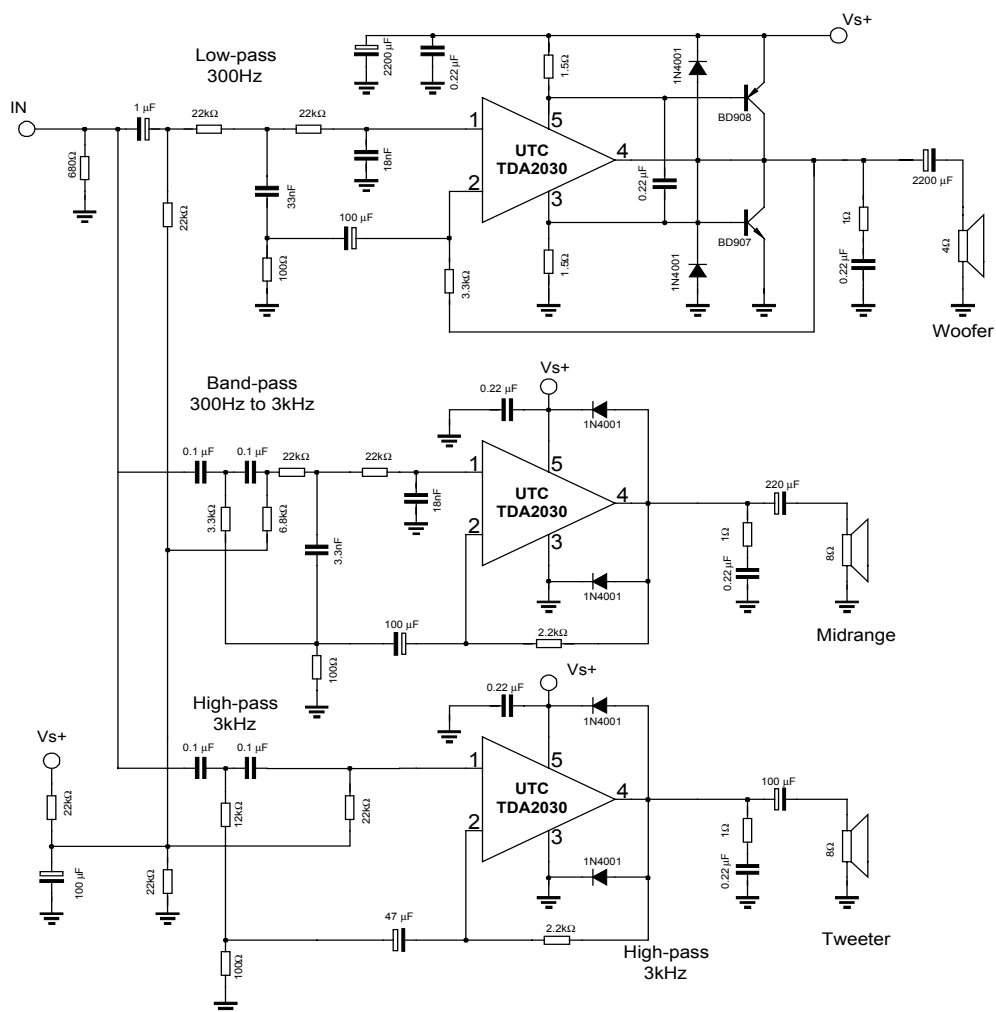 Vs+
Low-pass
300Hz
2200 µF
0.22 µF
1.5Ω
1N4001
IN
1 µF
22kΩ
22kΩ
BD908
680Ω
18nF
1
5
UTC
TDA2030
4
2
3
0.22 µF
33nF
22kΩ
100 µF
2200 µF
1Ω
BD907
4Ω
100Ω
3.3kΩ
1.5Ω
1N4001
0.22 µF
Woofer
Band-pass
300Hz to 3kHz
Vs+
0.22 µF
1N4001
0.1 µF
0.1 µF
22kΩ
22kΩ
1
5
UTC
TDA2030
4
2
3
18nF
220 µF
3.3kΩ
6.8kΩ
3.3nF
1Ω
8Ω
0.22 µF
1N4001
100 µF
2.2kΩ
Midrange
100Ω
Vs+
High-pass
3kHz
0.22 µF
1N4001
Vs+
0.1 µF
0.1 µF
1
5
UTC
TDA2030
4
2
3
100 µF
22kΩ
12kΩ
22kΩ
1Ω
8Ω
1N4001
0.22 µF
100 µF
22kΩ
47 µF
2.2kΩ
Tweeter
High-pass
3kHz
100Ω